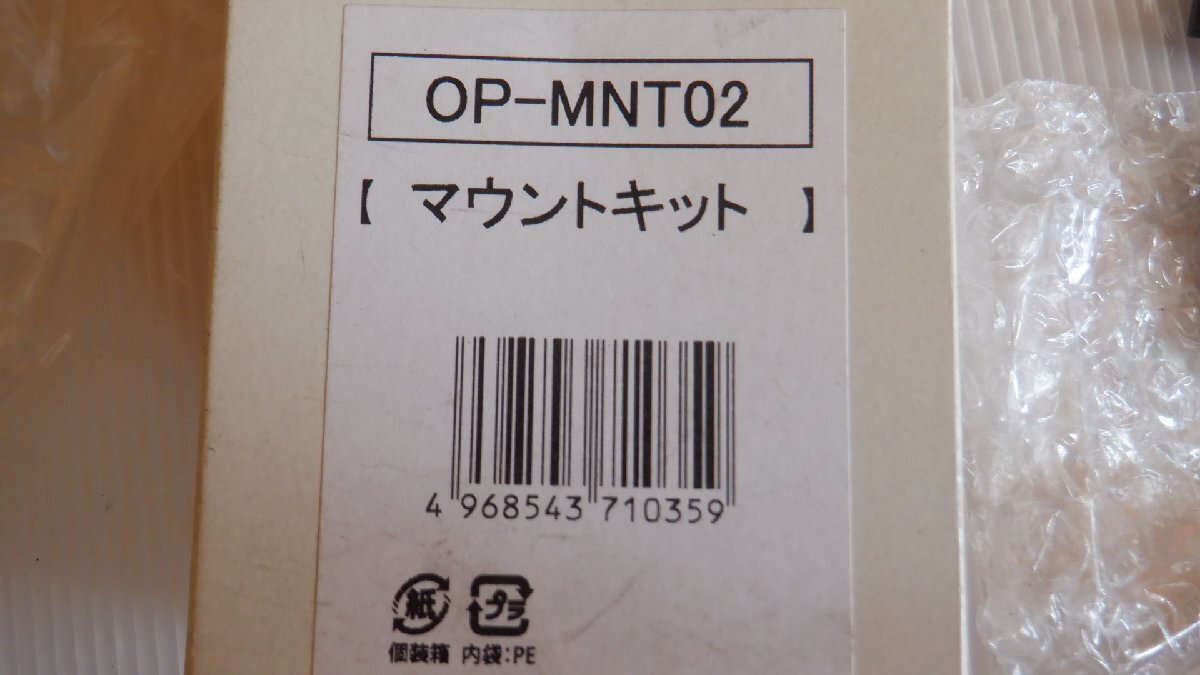 OP-MNT02
【 マウントキット 】
4 968543 710359
紙 プラ
個装箱 内袋:PE